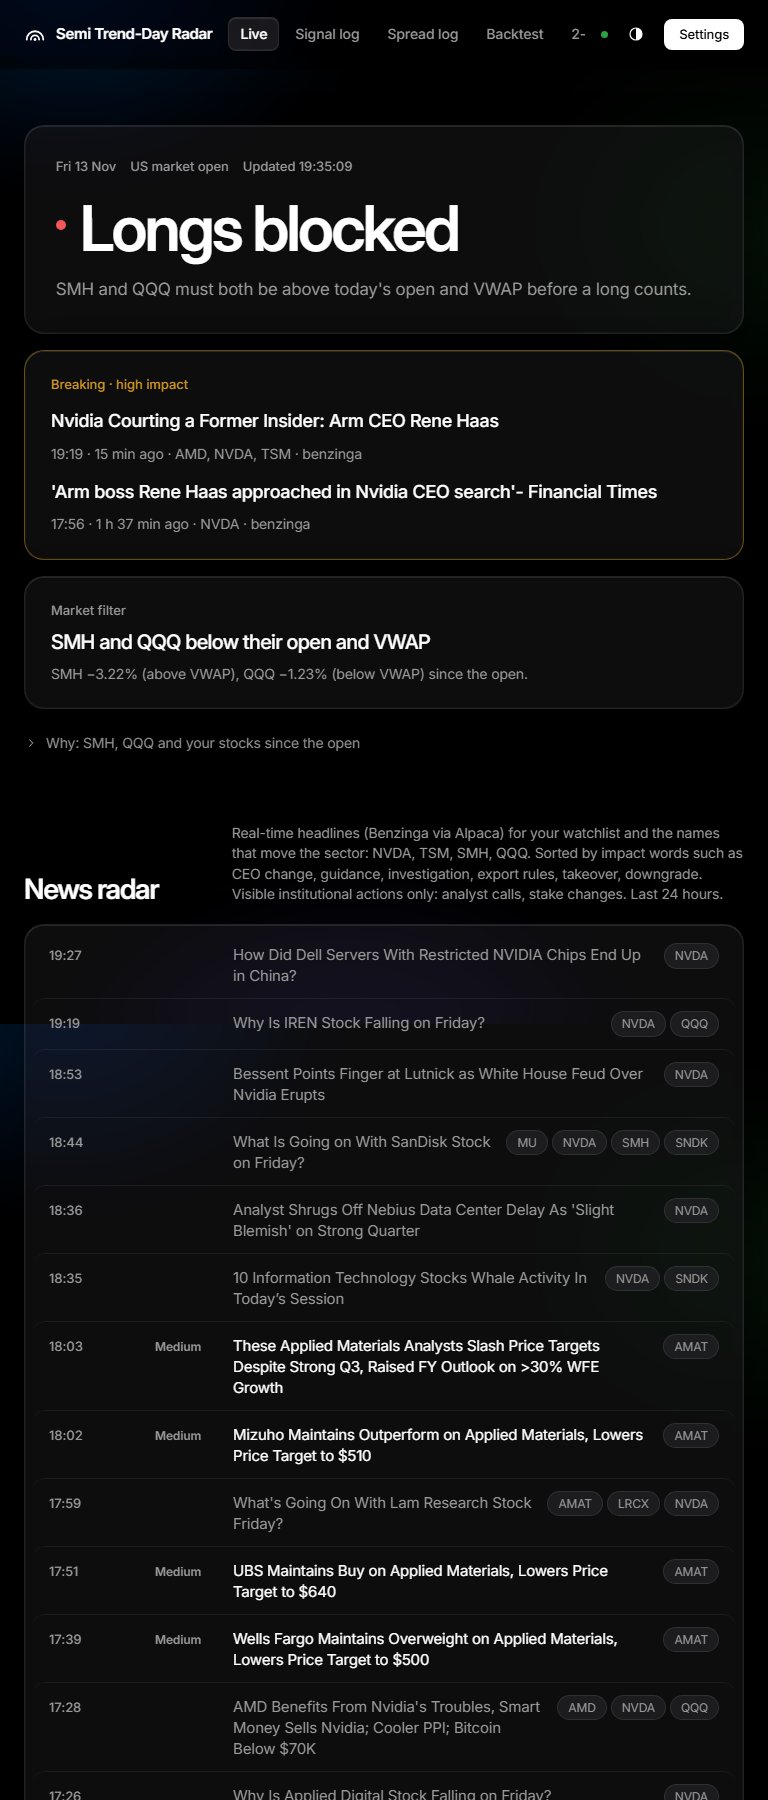 Semi Trend-Day Radar
Live
Signal log
Spread log
Backtest
2-
Settings
Fri 13 Nov US market open Updated 19:35:09
Longs blocked
SMH and QQQ must both be above today's open and VWAP before a long counts.
Breaking · high impact
Nvidia Courting a Former Insider: Arm CEO Rene Haas
19:19 · 15 min ago · AMD, NVDA, TSM · benzinga
'Arm boss Rene Haas approached in Nvidia CEO search'- Financial Times
17:56 · 1 h 37 min ago · NVDA · benzinga
Market filter
SMH and QQQ below their open and VWAP
SMH −3.22% (above VWAP), QQQ −1.23% (below VWAP) since the open.
Why: SMH, QQQ and your stocks since the open
News radar
Real-time headlines (Benzinga via Alpaca) for your watchlist and the names
that move the sector: NVDA, TSM, SMH, QQQ. Sorted by impact words such as
CEO change, guidance, investigation, export rules, takeover, downgrade.
Visible institutional actions only: analyst calls, stake changes. Last 24 hours.
19:27
How Did Dell Servers With Restricted NVIDIA Chips End Up
in China?
NVDA
19:19
Why Is IREN Stock Falling on Friday?
NVDA QQQ
18:53
Bessent Points Finger at Lutnick as White House Feud Over
Nvidia Erupts
NVDA
18:44
What Is Going on With SanDisk Stock
on Friday?
MU NVDA SMH SNDK
18:36
Analyst Shrugs Off Nebius Data Center Delay As 'Slight
Blemish' on Strong Quarter
NVDA
18:35
10 Information Technology Stocks Whale Activity In
Today’s Session
NVDA SNDK
18:03
Medium
These Applied Materials Analysts Slash Price Targets
Despite Strong Q3, Raised FY Outlook on >30% WFE
Growth
AMAT
18:02
Medium
Mizuho Maintains Outperform on Applied Materials, Lowers
Price Target to $510
AMAT
17:59
What's Going On With Lam Research Stock
Friday?
AMAT LRCX NVDA
17:51
Medium
UBS Maintains Buy on Applied Materials, Lowers Price
Target to $640
AMAT
17:39
Medium
Wells Fargo Maintains Overweight on Applied Materials,
Lowers Price Target to $500
AMAT
17:28
AMD Benefits From Nvidia's Troubles, Smart
Money Sells Nvidia; Cooler PPI; Bitcoin
Below $70K
AMD NVDA QQQ
17:26
Why Is Applied Digital Stock Falling on Friday?
NVDA